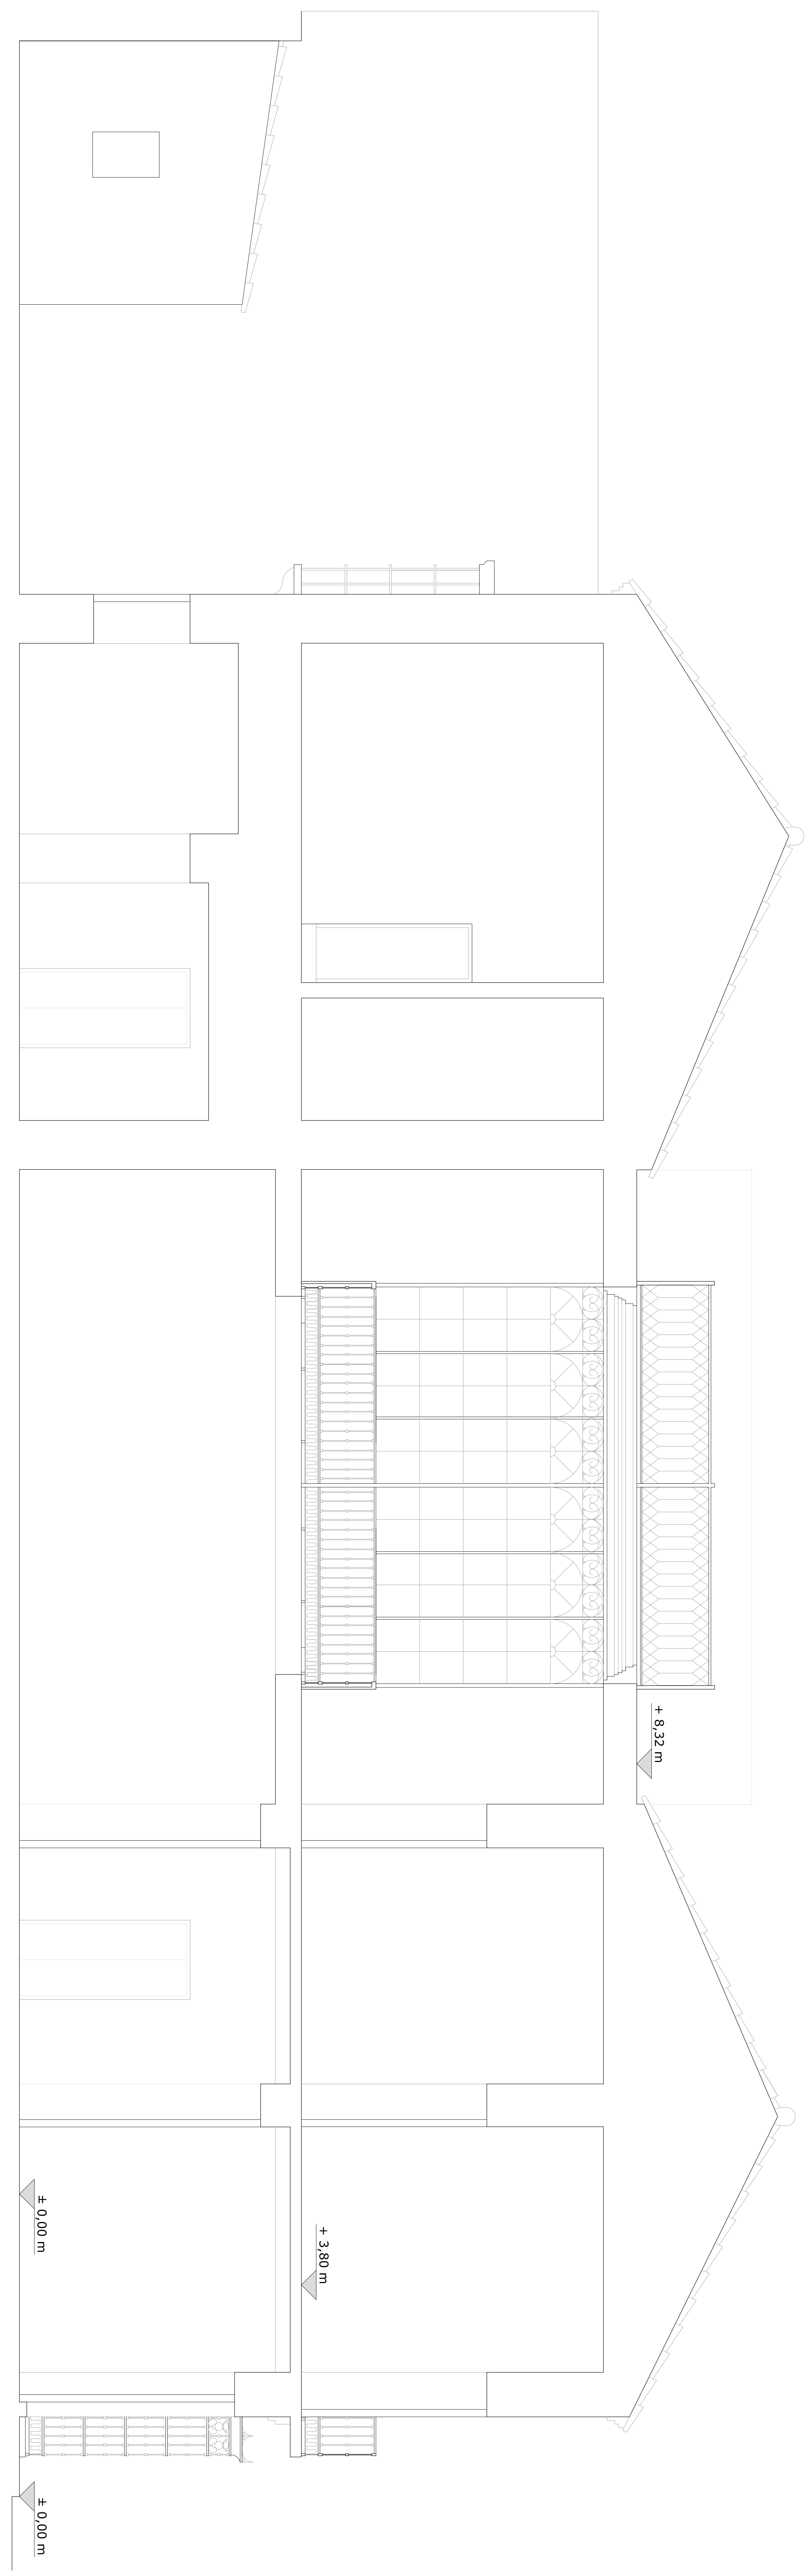 + 8,32 m
± 0,00 m
+ 3,80 m
± 0,00 m